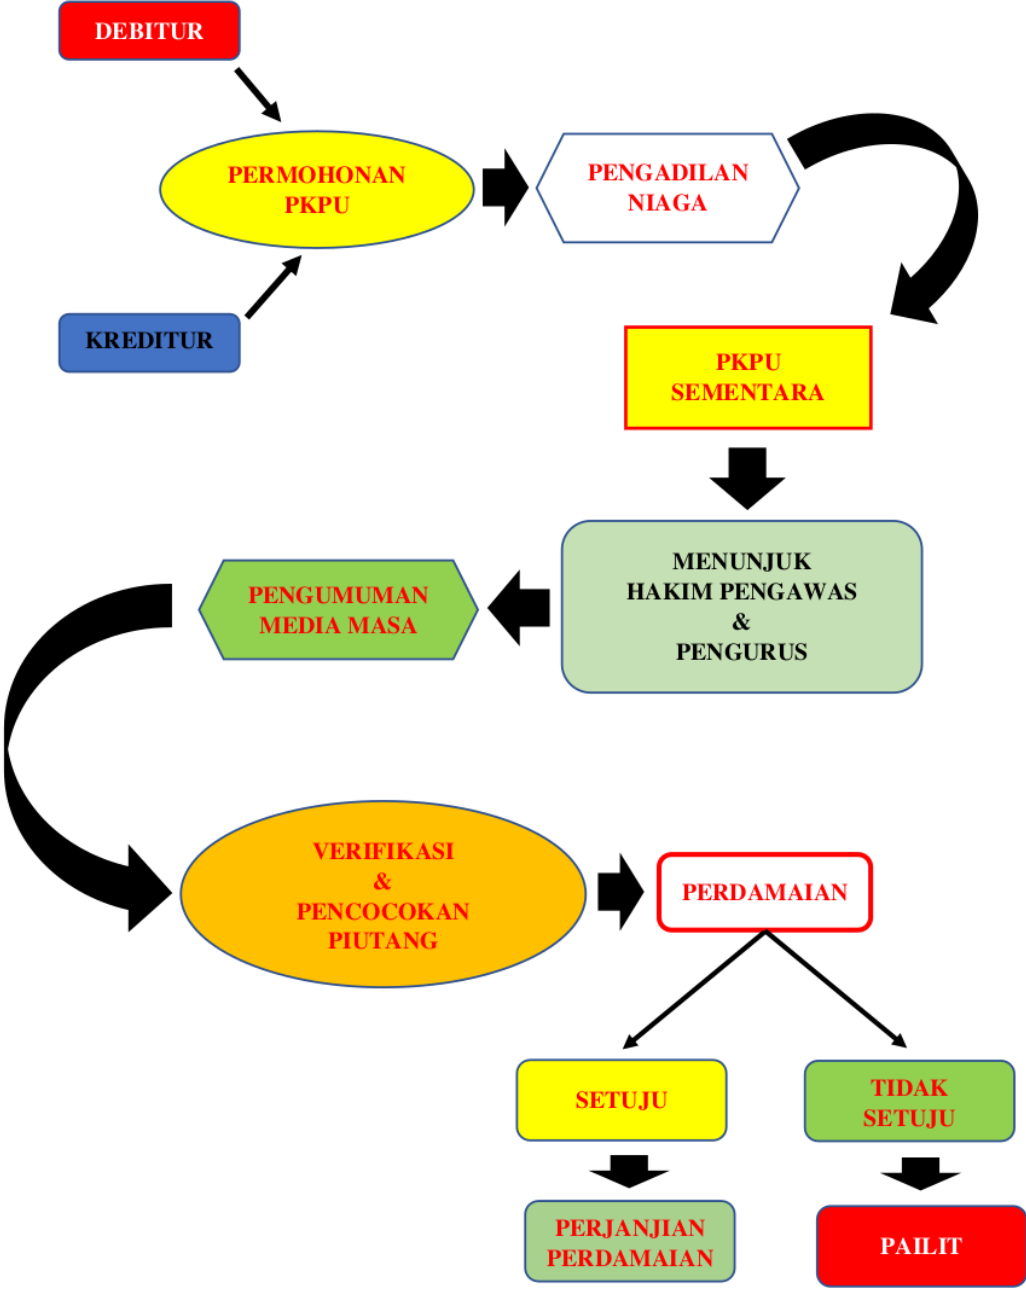 DEBITUR
PERMOHONAN
PKPU
PENGADILAN
NIAGA
KREDITUR
PKPU
SEMENTARA
MENUNJUK
HAKIM PENGAWAS
&
PENGURUS
PENGUMUMAN
MEDIA MASA
VERIFIKASI
&
PENCOCOKAN
PIUTANG
PERDAMAIAN
SETUJU
TIDAK
SETUJU
PERJANJIAN
PERDAMAIAN
PAILIT